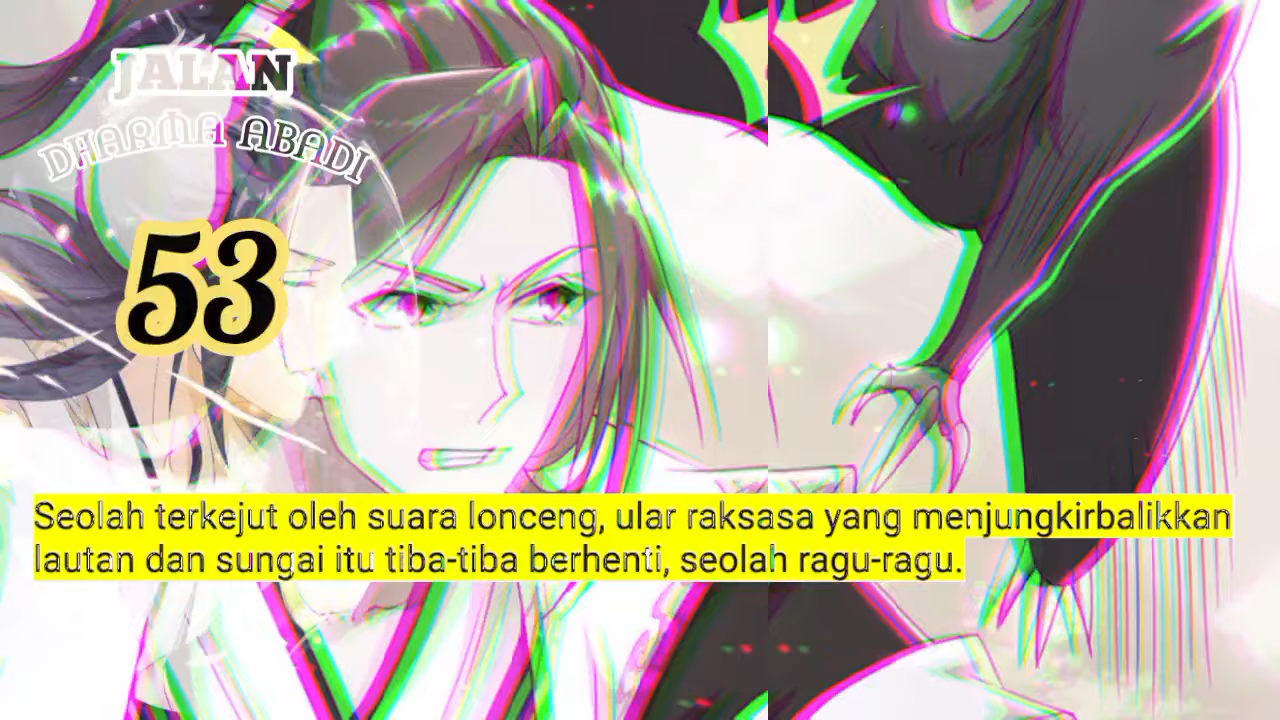 JALAN
DHARMA ABADI
53
Seolah terkejut oleh suara lonceng, ular raksasa yang menjungkirbalikkan
lautan dan sungai itu tiba-tiba berhenti, seolah ragu-ragu.